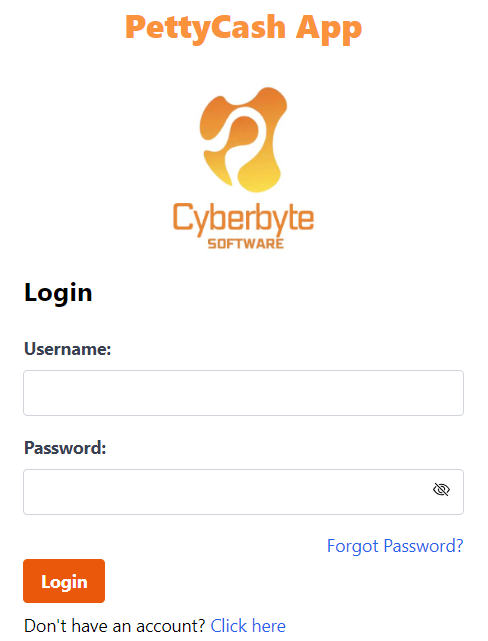 PettyCash App
Cyberbyte
SOFTWARE
Login
Username:
Password:
Forgot Password?
Login
Don't have an account? Click here